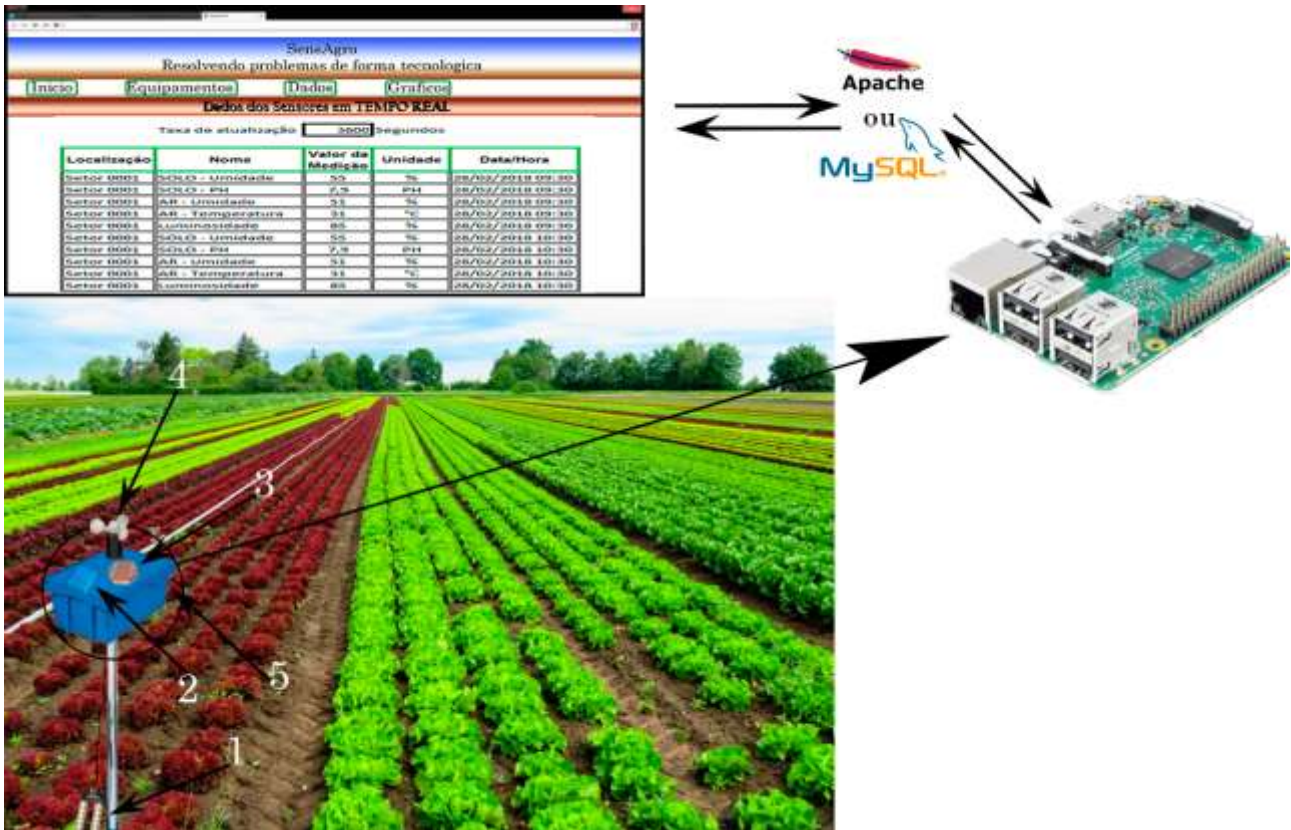 SensAgro
Resolvendo problemas de forma tecnologica
Inicio Equipamentos Dados Graficos
Dados dos Sensores em TEMPO REAL
Taxa de atualização 3600 Segundos
Localização Nome Valor da Medição Unidade Data/Hora
Setor 0001 SOLO - Umidade 55 % 28/02/2018 09:30
Setor 0001 SOLO - PH 7,9 PH 28/02/2018 09:30
Setor 0001 AR - Umidade 51 % 28/02/2018 09:30
Setor 0001 AR - Temperatura 31 °C 28/02/2018 09:30
Setor 0001 Luminosidade 85 % 28/02/2018 09:30
Setor 0001 SOLO - Umidade 55 % 28/02/2018 10:30
Setor 0001 SOLO - PH 7,9 PH 28/02/2018 10:30
Setor 0001 AR - Umidade 51 % 28/02/2018 10:30
Setor 0001 AR - Temperatura 31 °C 28/02/2018 10:30
Setor 0001 Luminosidade 85 % 28/02/2018 10:30
Apache
ou
MySQL
4
3
2
5
1